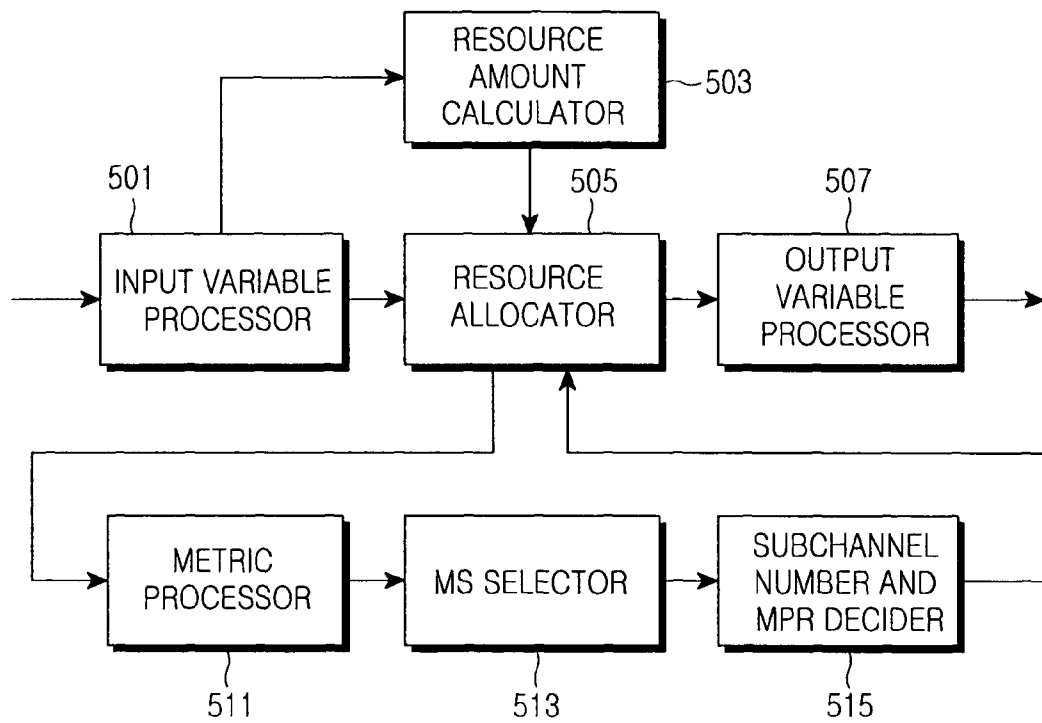 RESOURCE
AMOUNT
CALCULATOR
503
501
INPUT VARIABLE
PROCESSOR
505
RESOURCE
ALLOCATOR
507
OUTPUT
VARIABLE
PROCESSOR
METRIC
PROCESSOR
511
MS SELECTOR
513
SUBCHANNEL
NUMBER AND
MPR DECIDER
515